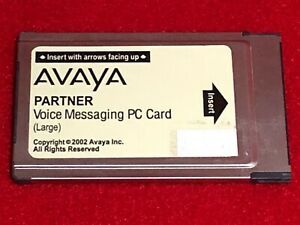 ▲ Insert with arrows facing up ▲
AVAYA
PARTNER
Voice Messaging PC Card
(Large)
Insert
Copyright © 2002 Avaya Inc.
All Rights Reserved